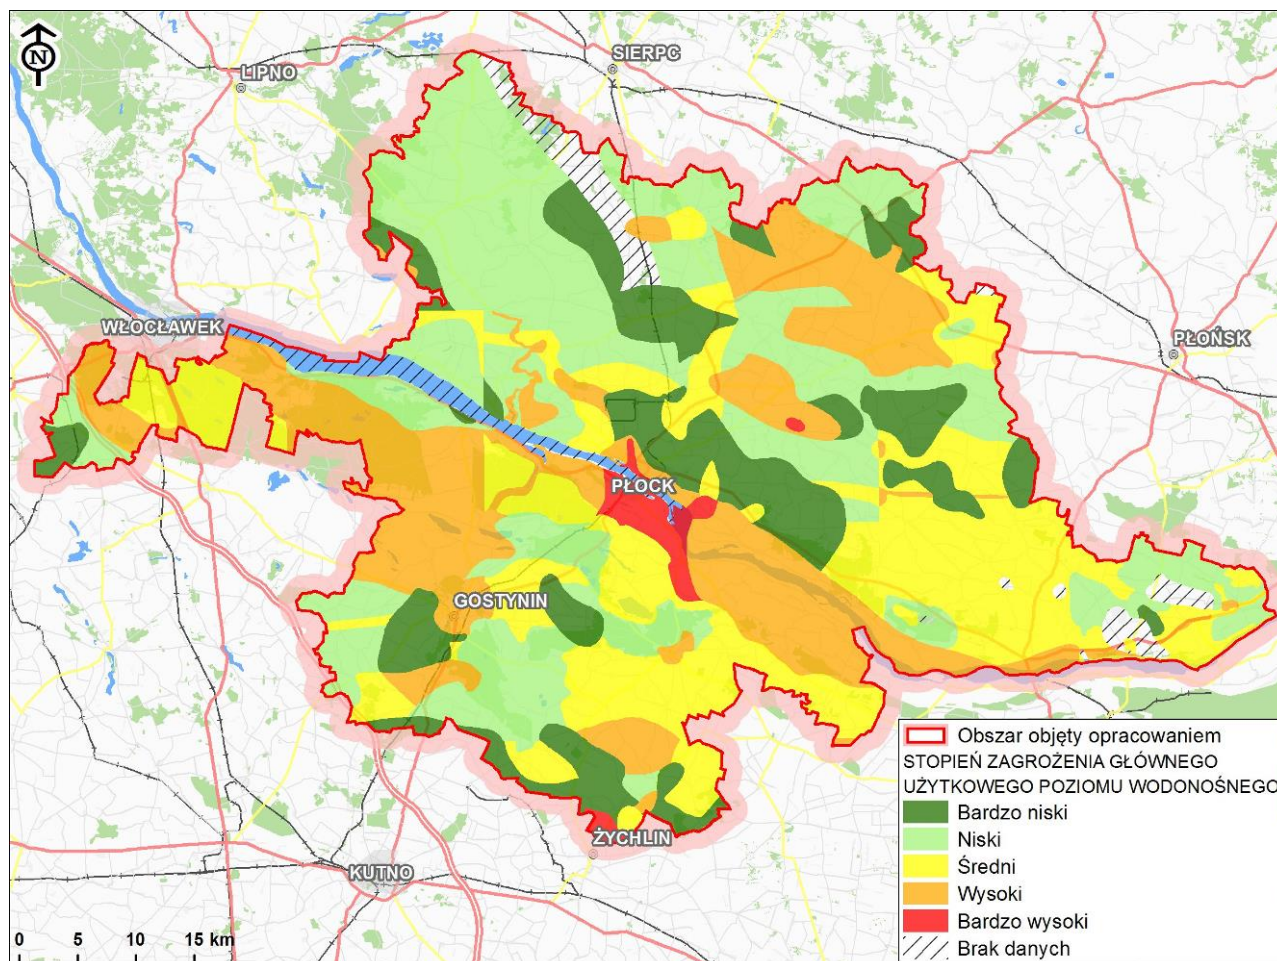 N
SIERPC
LIPNO
WŁOCŁAWEK
PŁOŃSK
PŁOCK
GOSTYNIN
ŻYCHLIN
KUTNO
0 5 10 15 km
Obszar objęty opracowaniem
STOPIEŃ ZAGROŻENIA GŁÓWNEGO
UŻYTKOWEGO POZIOMU WODONOŚNEGO
Bardzo niski
Niski
Średni
Wysoki
Bardzo wysoki
Brak danych